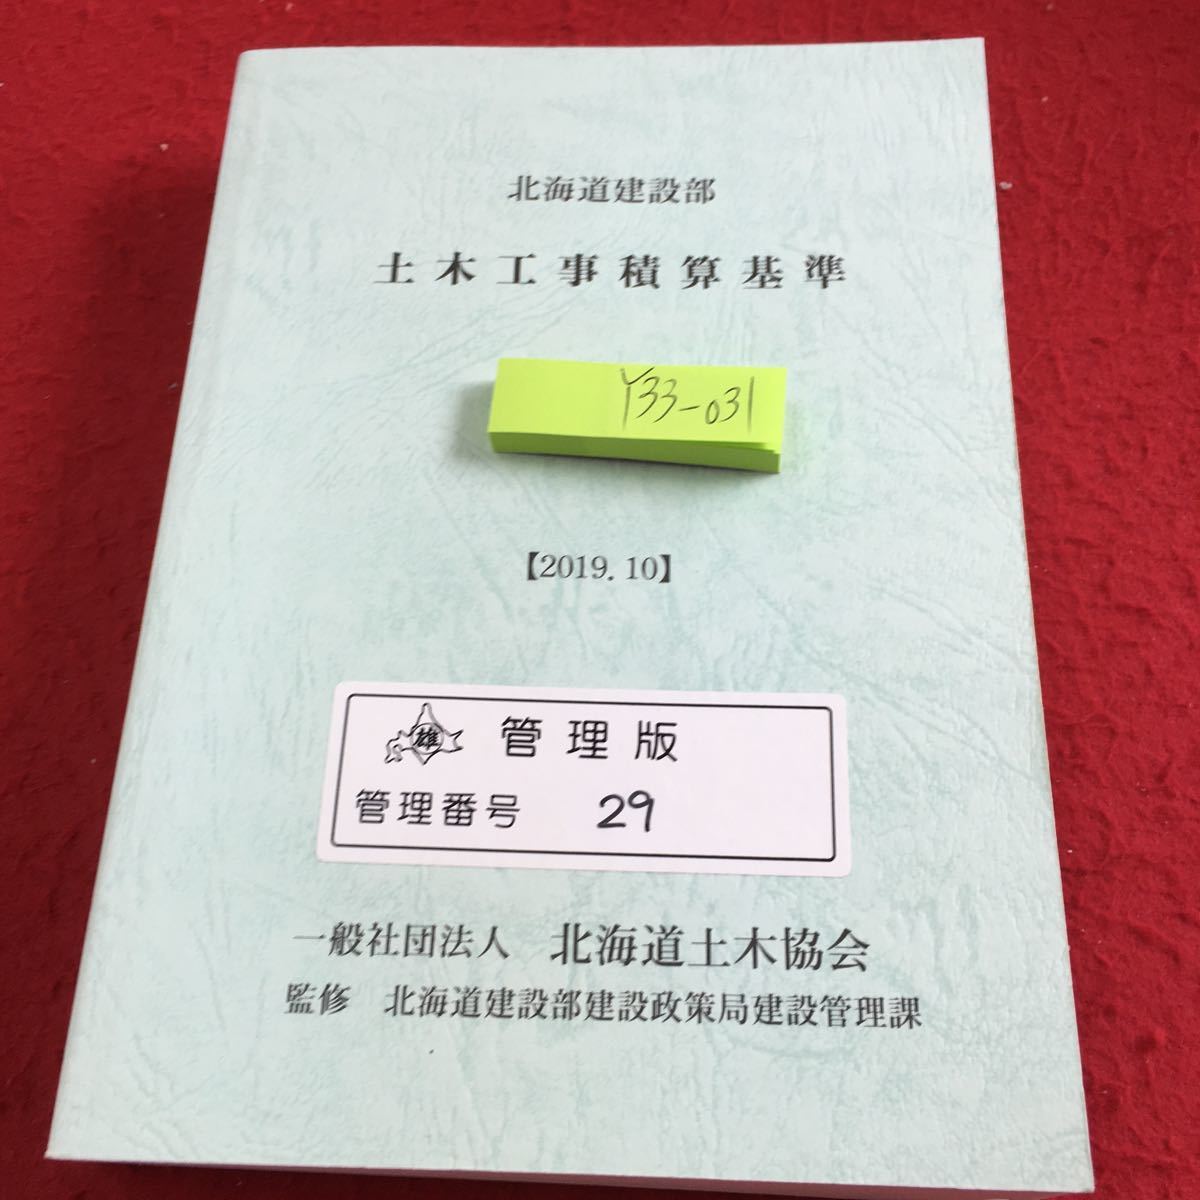 北海道建設部
土木工事積算基準
Y33-031
【2019.10】
雄 管理版
管理番号 29
一般社団法人 北海道土木協会
監修 北海道建設部建設政策局建設管理課